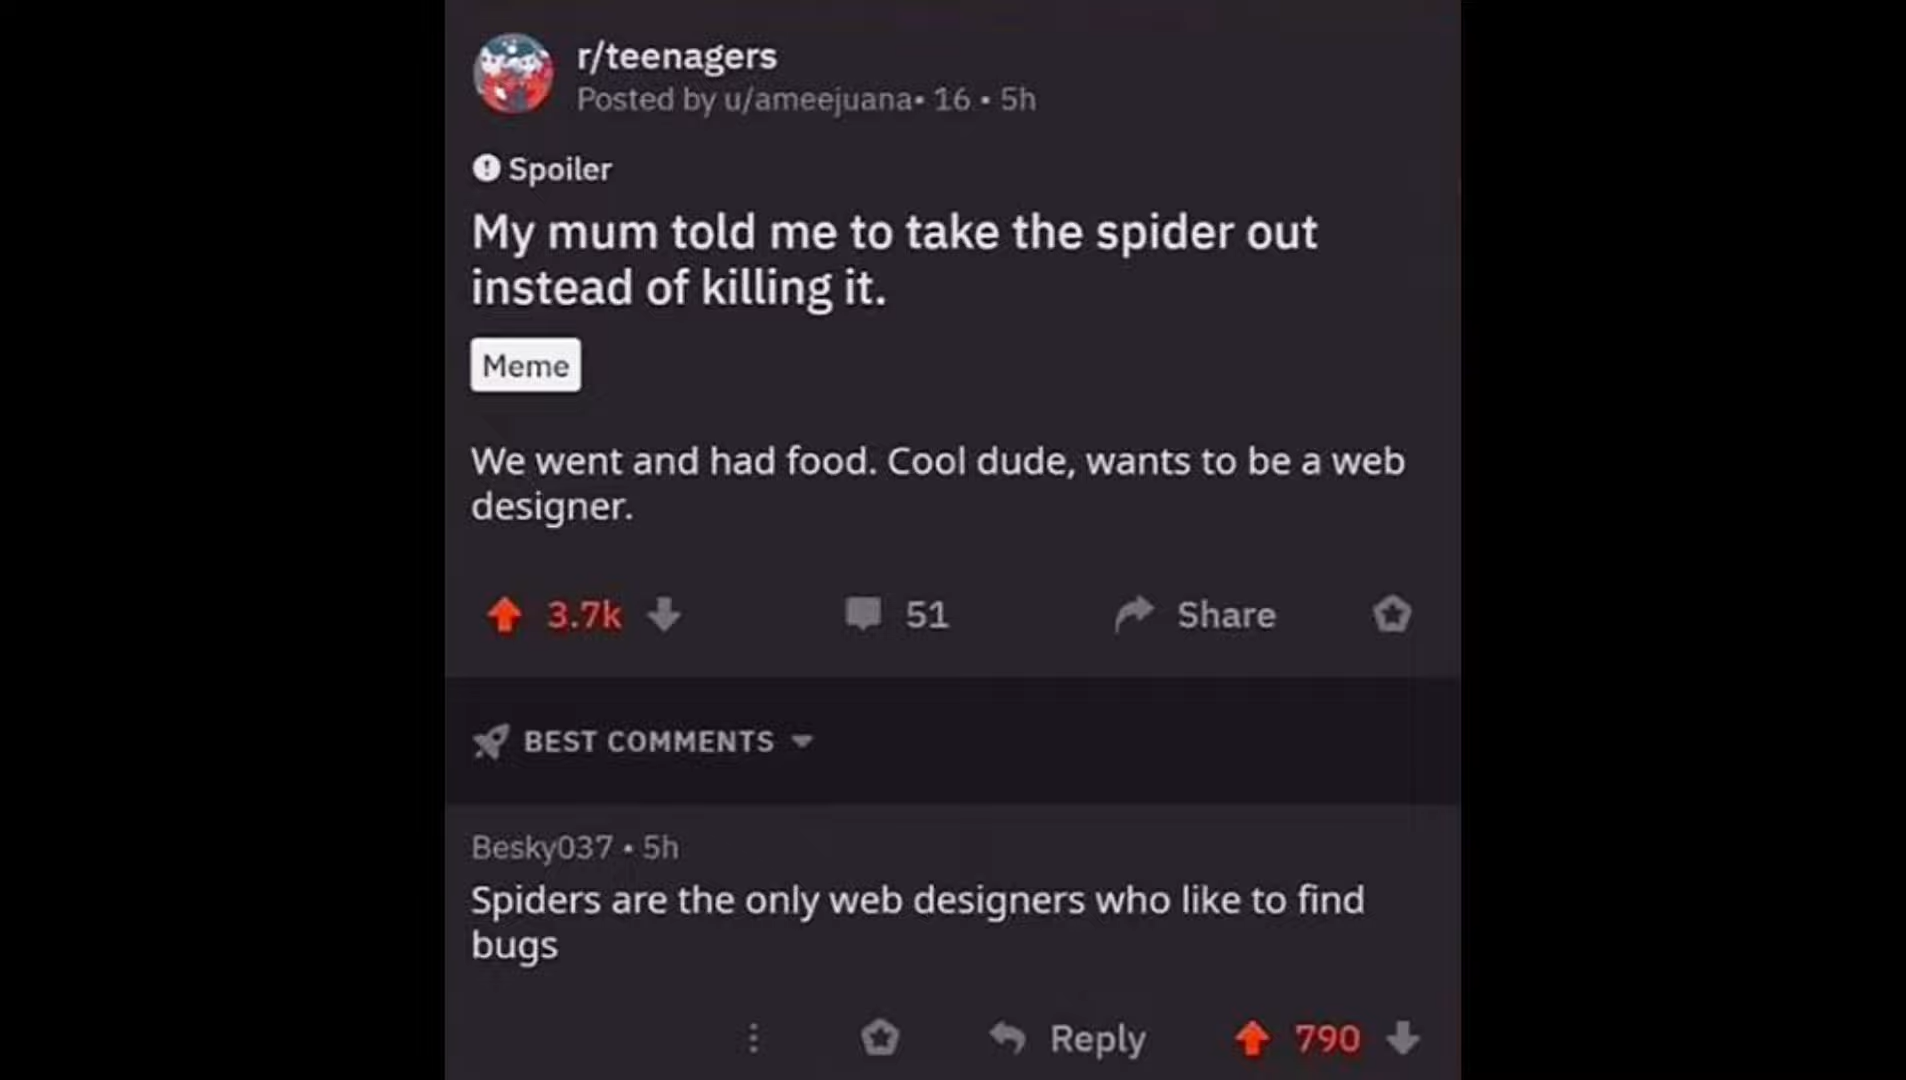 r/teenagers
Posted by u/ameejuana• 16 • 5h
Spoiler
My mum told me to take the spider out
instead of killing it.
Meme
We went and had food. Cool dude, wants to be a web
designer.
3.7k
51
Share
BEST COMMENTS
Besky037 • 5h
Spiders are the only web designers who like to find
bugs
Reply
790